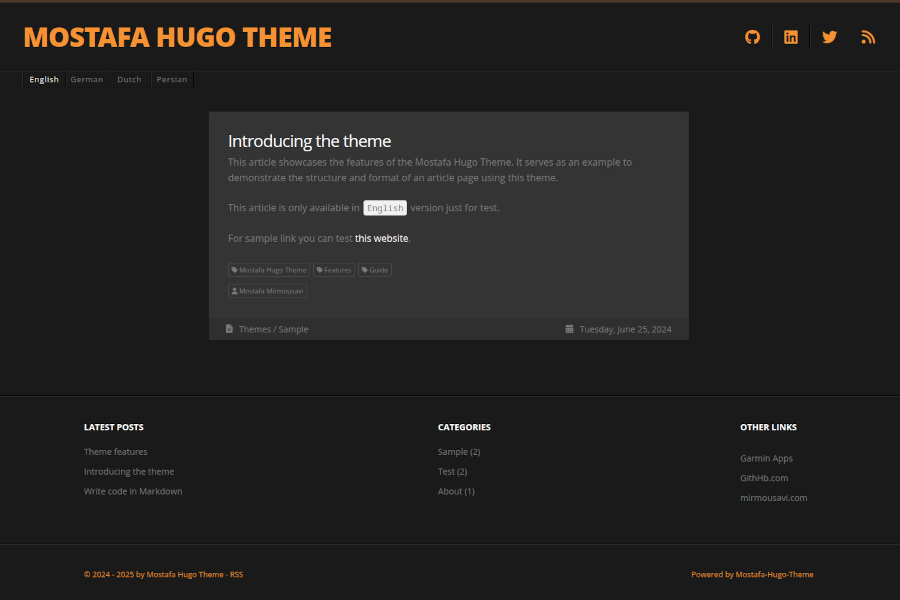 MOSTAFA HUGO THEME
English German Dutch Persian
Introducing the theme
This article showcases the features of the Mostafa Hugo Theme. It serves as an example to
demonstrate the structure and format of an article page using this theme.
This article is only available in English version just for test.
For sample link you can test this website.
Mostafa Hugo Theme Features Guide
Mostafa Mirmousavi
Themes / Sample Tuesday, June 25, 2024
LATEST POSTS
Theme features
Introducing the theme
Write code in Markdown
CATEGORIES
Sample (2)
Test (2)
About (1)
OTHER LINKS
Garmin Apps
GithHb.com
mirmousavi.com
© 2024 - 2025 by Mostafa Hugo Theme - RSS
Powered by Mostafa-Hugo-Theme